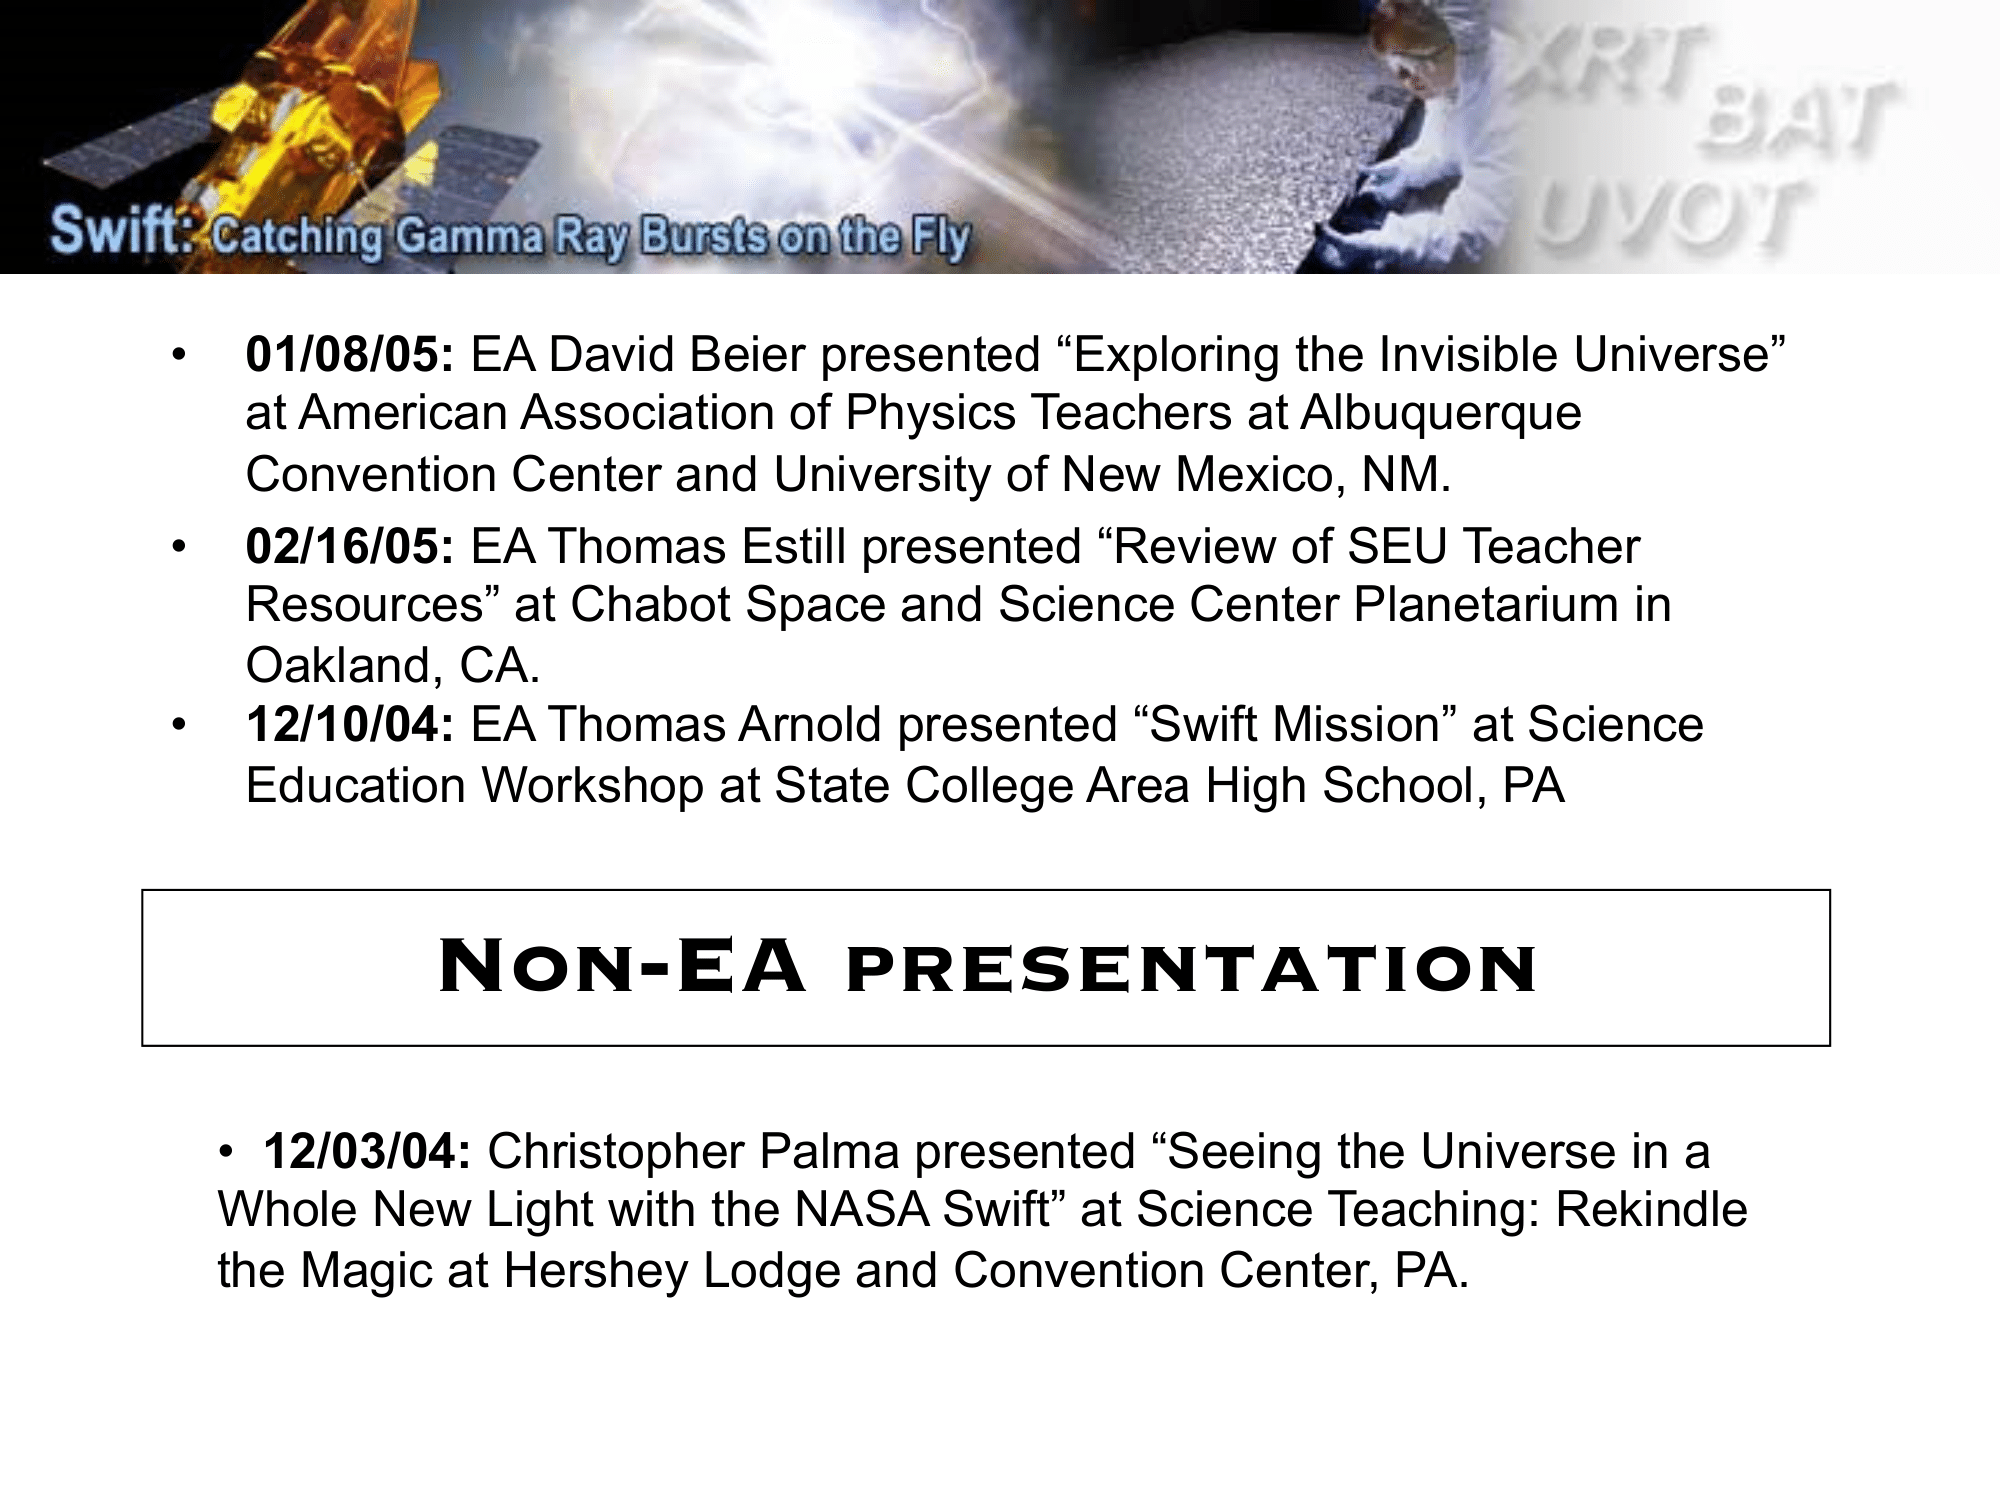 XRT
BAT
UVOT
Swift: Catching Gamma Ray Bursts on the Fly
• 01/08/05: EA David Beier presented “Exploring the Invisible Universe”
at American Association of Physics Teachers at Albuquerque
Convention Center and University of New Mexico, NM.
• 02/16/05: EA Thomas Estill presented “Review of SEU Teacher
Resources” at Chabot Space and Science Center Planetarium in
Oakland, CA.
• 12/10/04: EA Thomas Arnold presented “Swift Mission” at Science
Education Workshop at State College Area High School, PA
Non-EA presentation
• 12/03/04: Christopher Palma presented “Seeing the Universe in a
Whole New Light with the NASA Swift” at Science Teaching: Rekindle
the Magic at Hershey Lodge and Convention Center, PA.